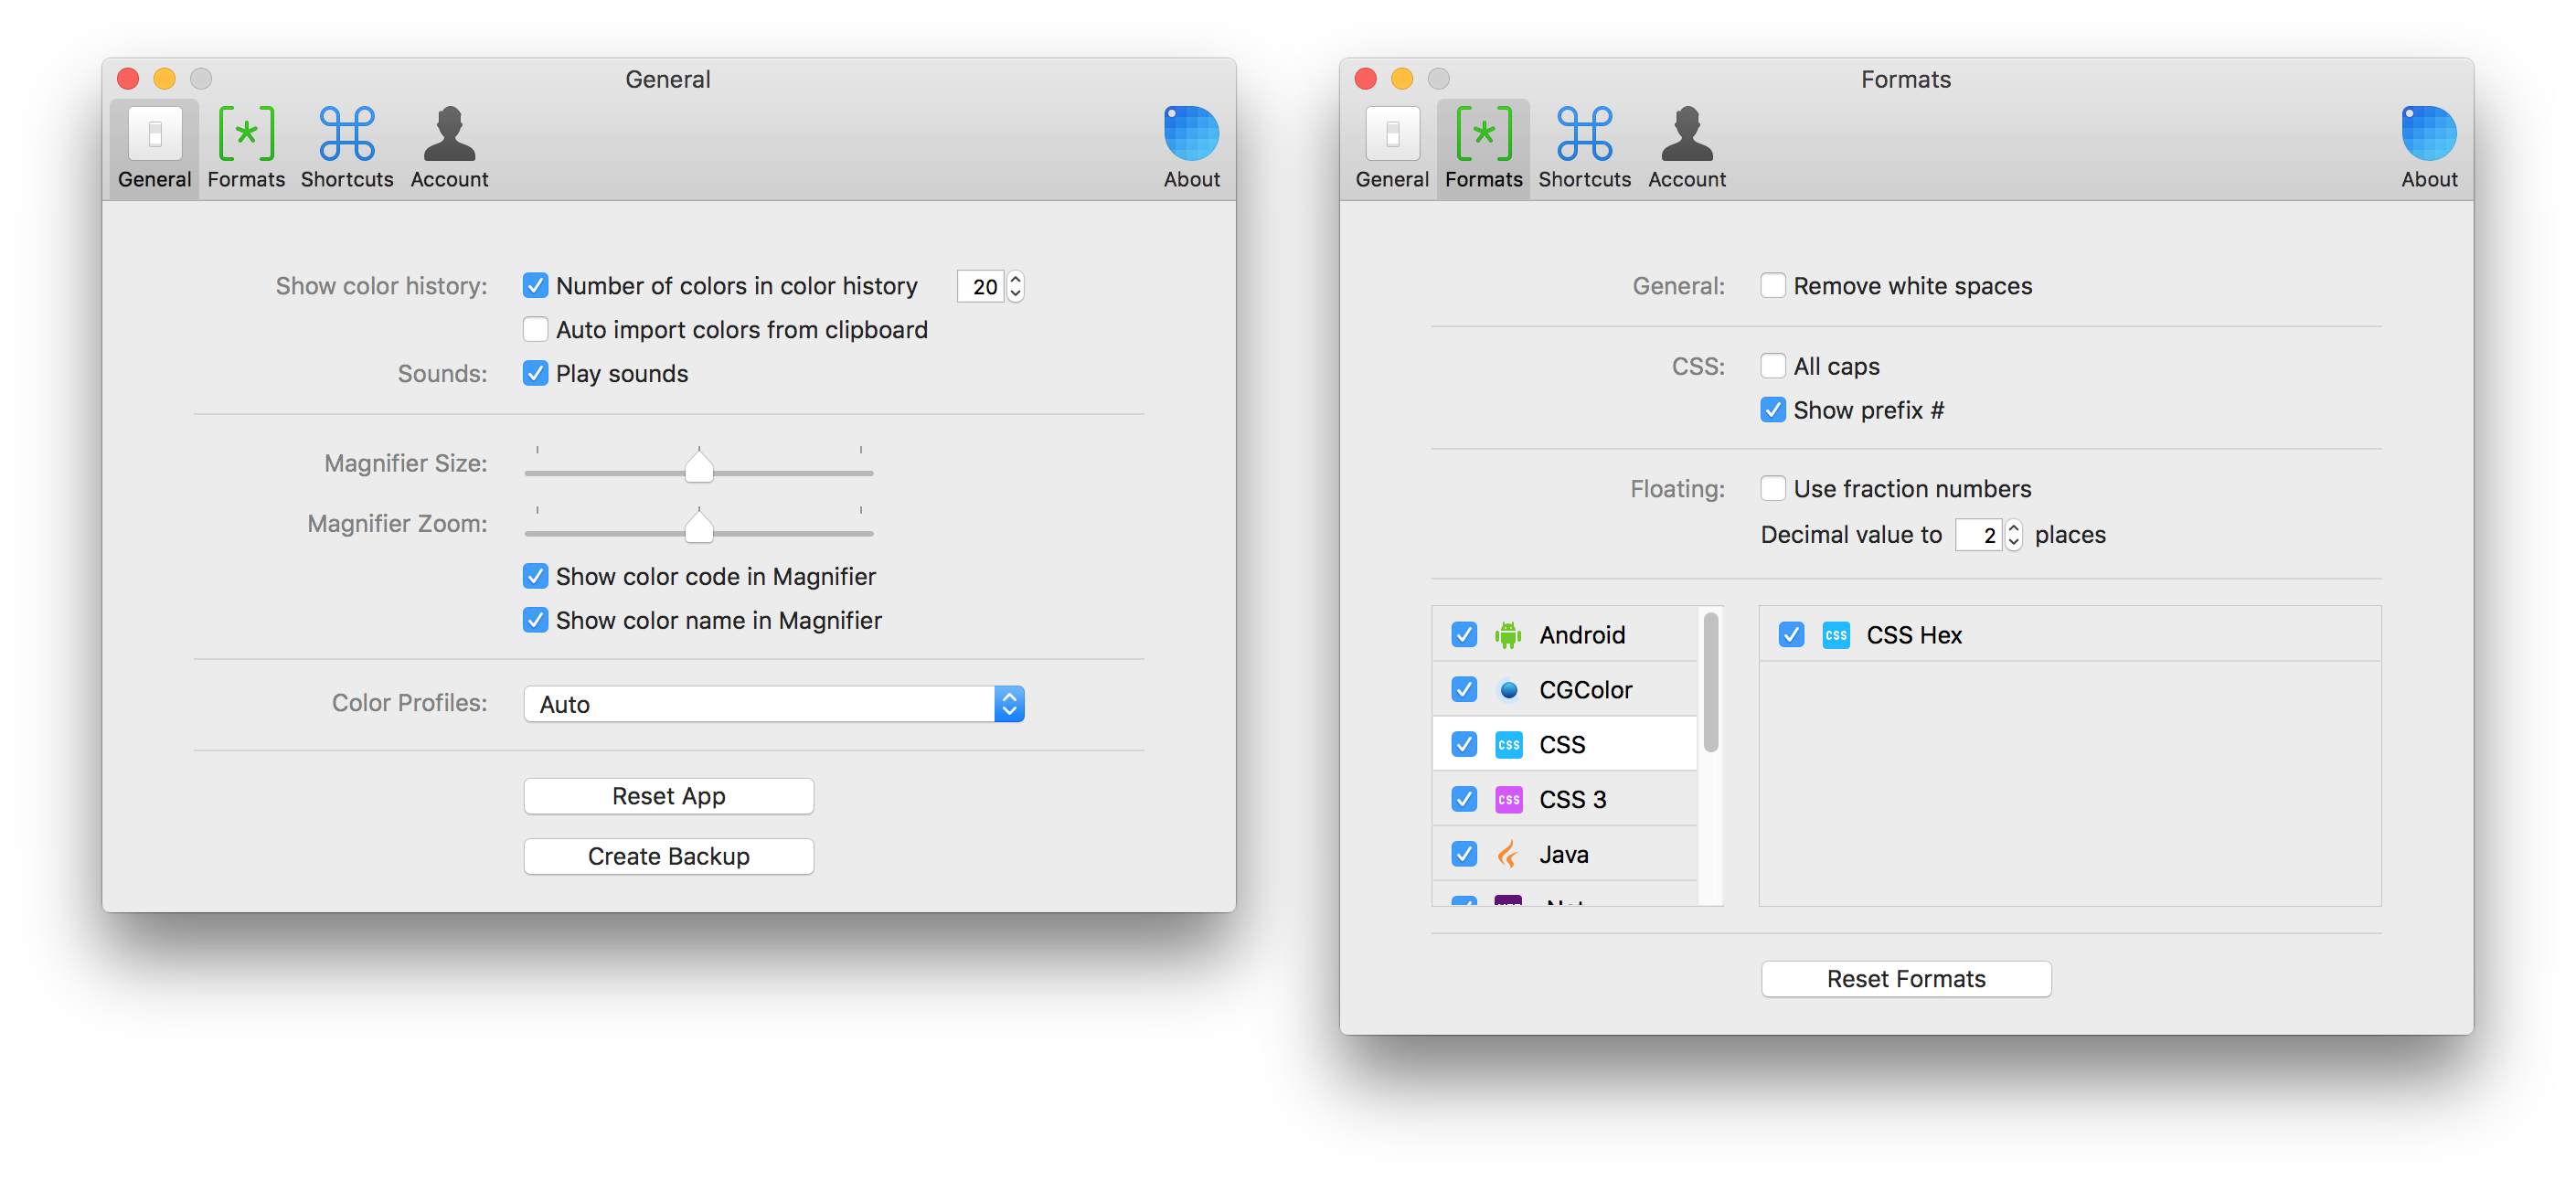 General
General Formats Shortcuts Account About
Show color history: Number of colors in color history 20
Auto import colors from clipboard
Sounds: Play sounds
Magnifier Size:
Magnifier Zoom:
Show color code in Magnifier
Show color name in Magnifier
Color Profiles: Auto
Reset App
Create Backup
Formats
General Formats Shortcuts Account About
General: Remove white spaces
CSS: All caps
Show prefix #
Floating: Use fraction numbers
Decimal value to 2 places
Android
CGColor
css CSS
css CSS 3
Java
css CSS Hex
Reset Formats